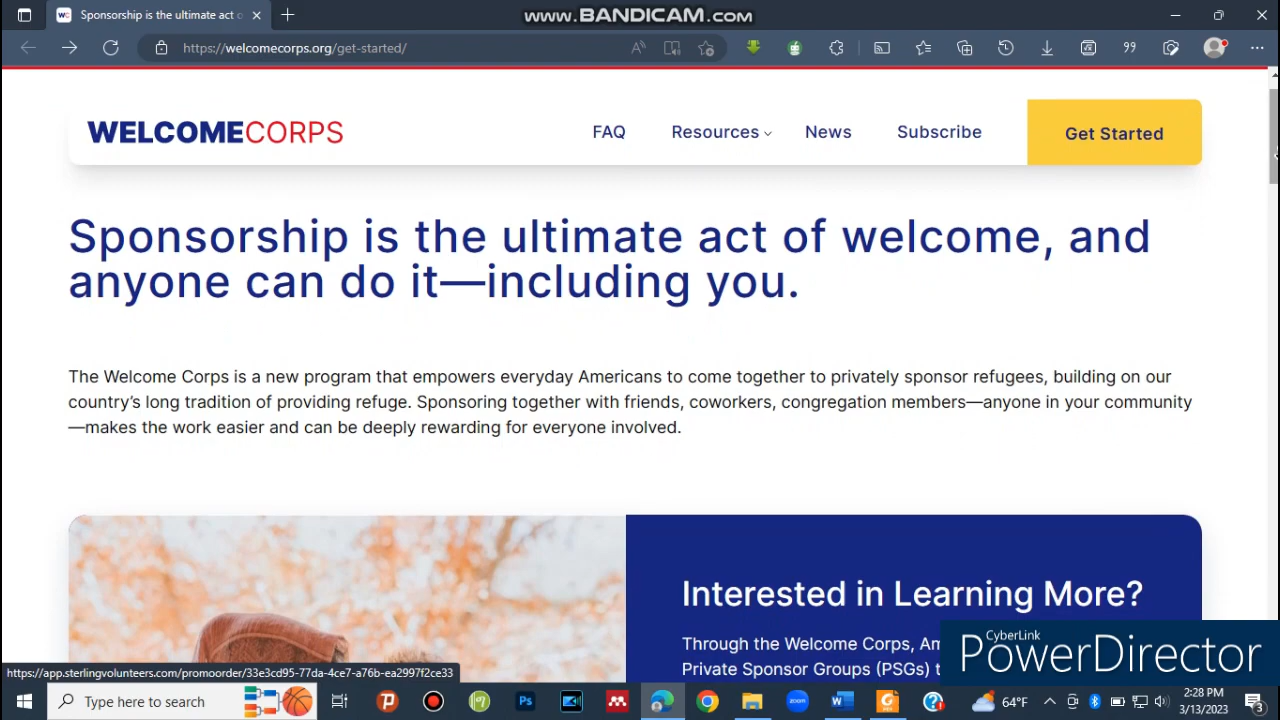 www.BANDICAM.com
Sponsorship is the ultimate act o
https://welcomecorps.org/get-started/
WELCOMECORPS
FAQ
Resources
News
Subscribe
Get Started
Sponsorship is the ultimate act of welcome, and
anyone can do it—including you.
The Welcome Corps is a new program that empowers everyday Americans to come together to privately sponsor refugees, building on our
country’s long tradition of providing refuge. Sponsoring together with friends, coworkers, congregation members—anyone in your community
—makes the work easier and can be deeply rewarding for everyone involved.
Interested in Learning More?
Through the Welcome Corps, Am
Private Sponsor Groups (PSGs) t
CyberLink
PowerDirector
https://app.sterlingvolunteers.com/promoorder/33e3cd95-77da-4ce7-a76b-ea2997f2ce33
Type here to search
Ps
zoom
64°F
2:28 PM
3/13/2023
3